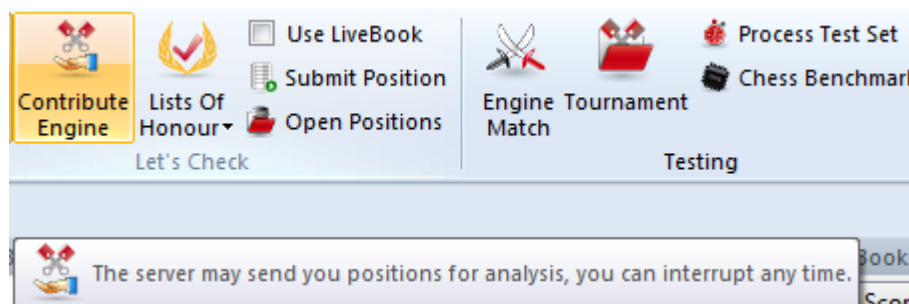 Contribute Engine
Lists Of Honour
Use LiveBook
Submit Position
Open Positions
Let's Check
Engine Match
Tournament
Process Test Set
Chess Benchmark
Testing
The server may send you positions for analysis, you can interrupt any time.
Book